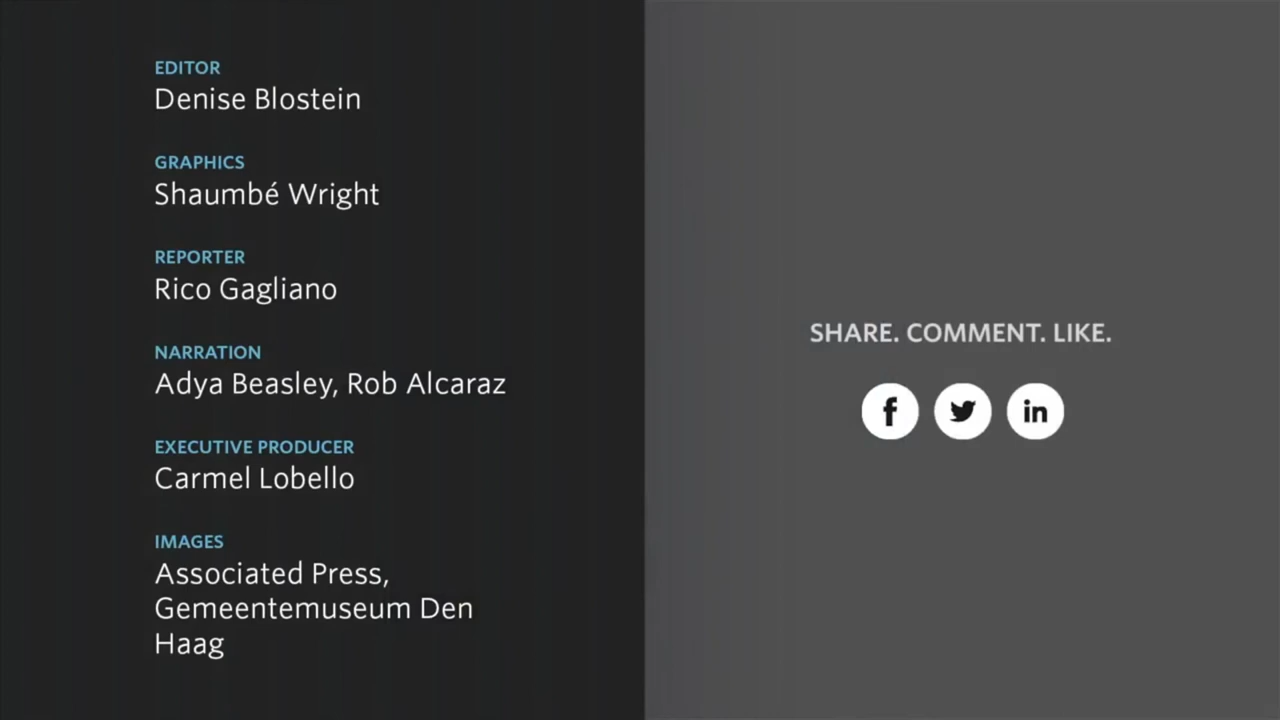 EDITOR
Denise Blostein
GRAPHICS
Shaumbé Wright
REPORTER
Rico Gagliano
NARRATION
Adya Beasley, Rob Alcaraz
EXECUTIVE PRODUCER
Carmel Lobello
IMAGES
Associated Press,
Gemeentemuseum Den
Haag
SHARE. COMMENT. LIKE.
f in